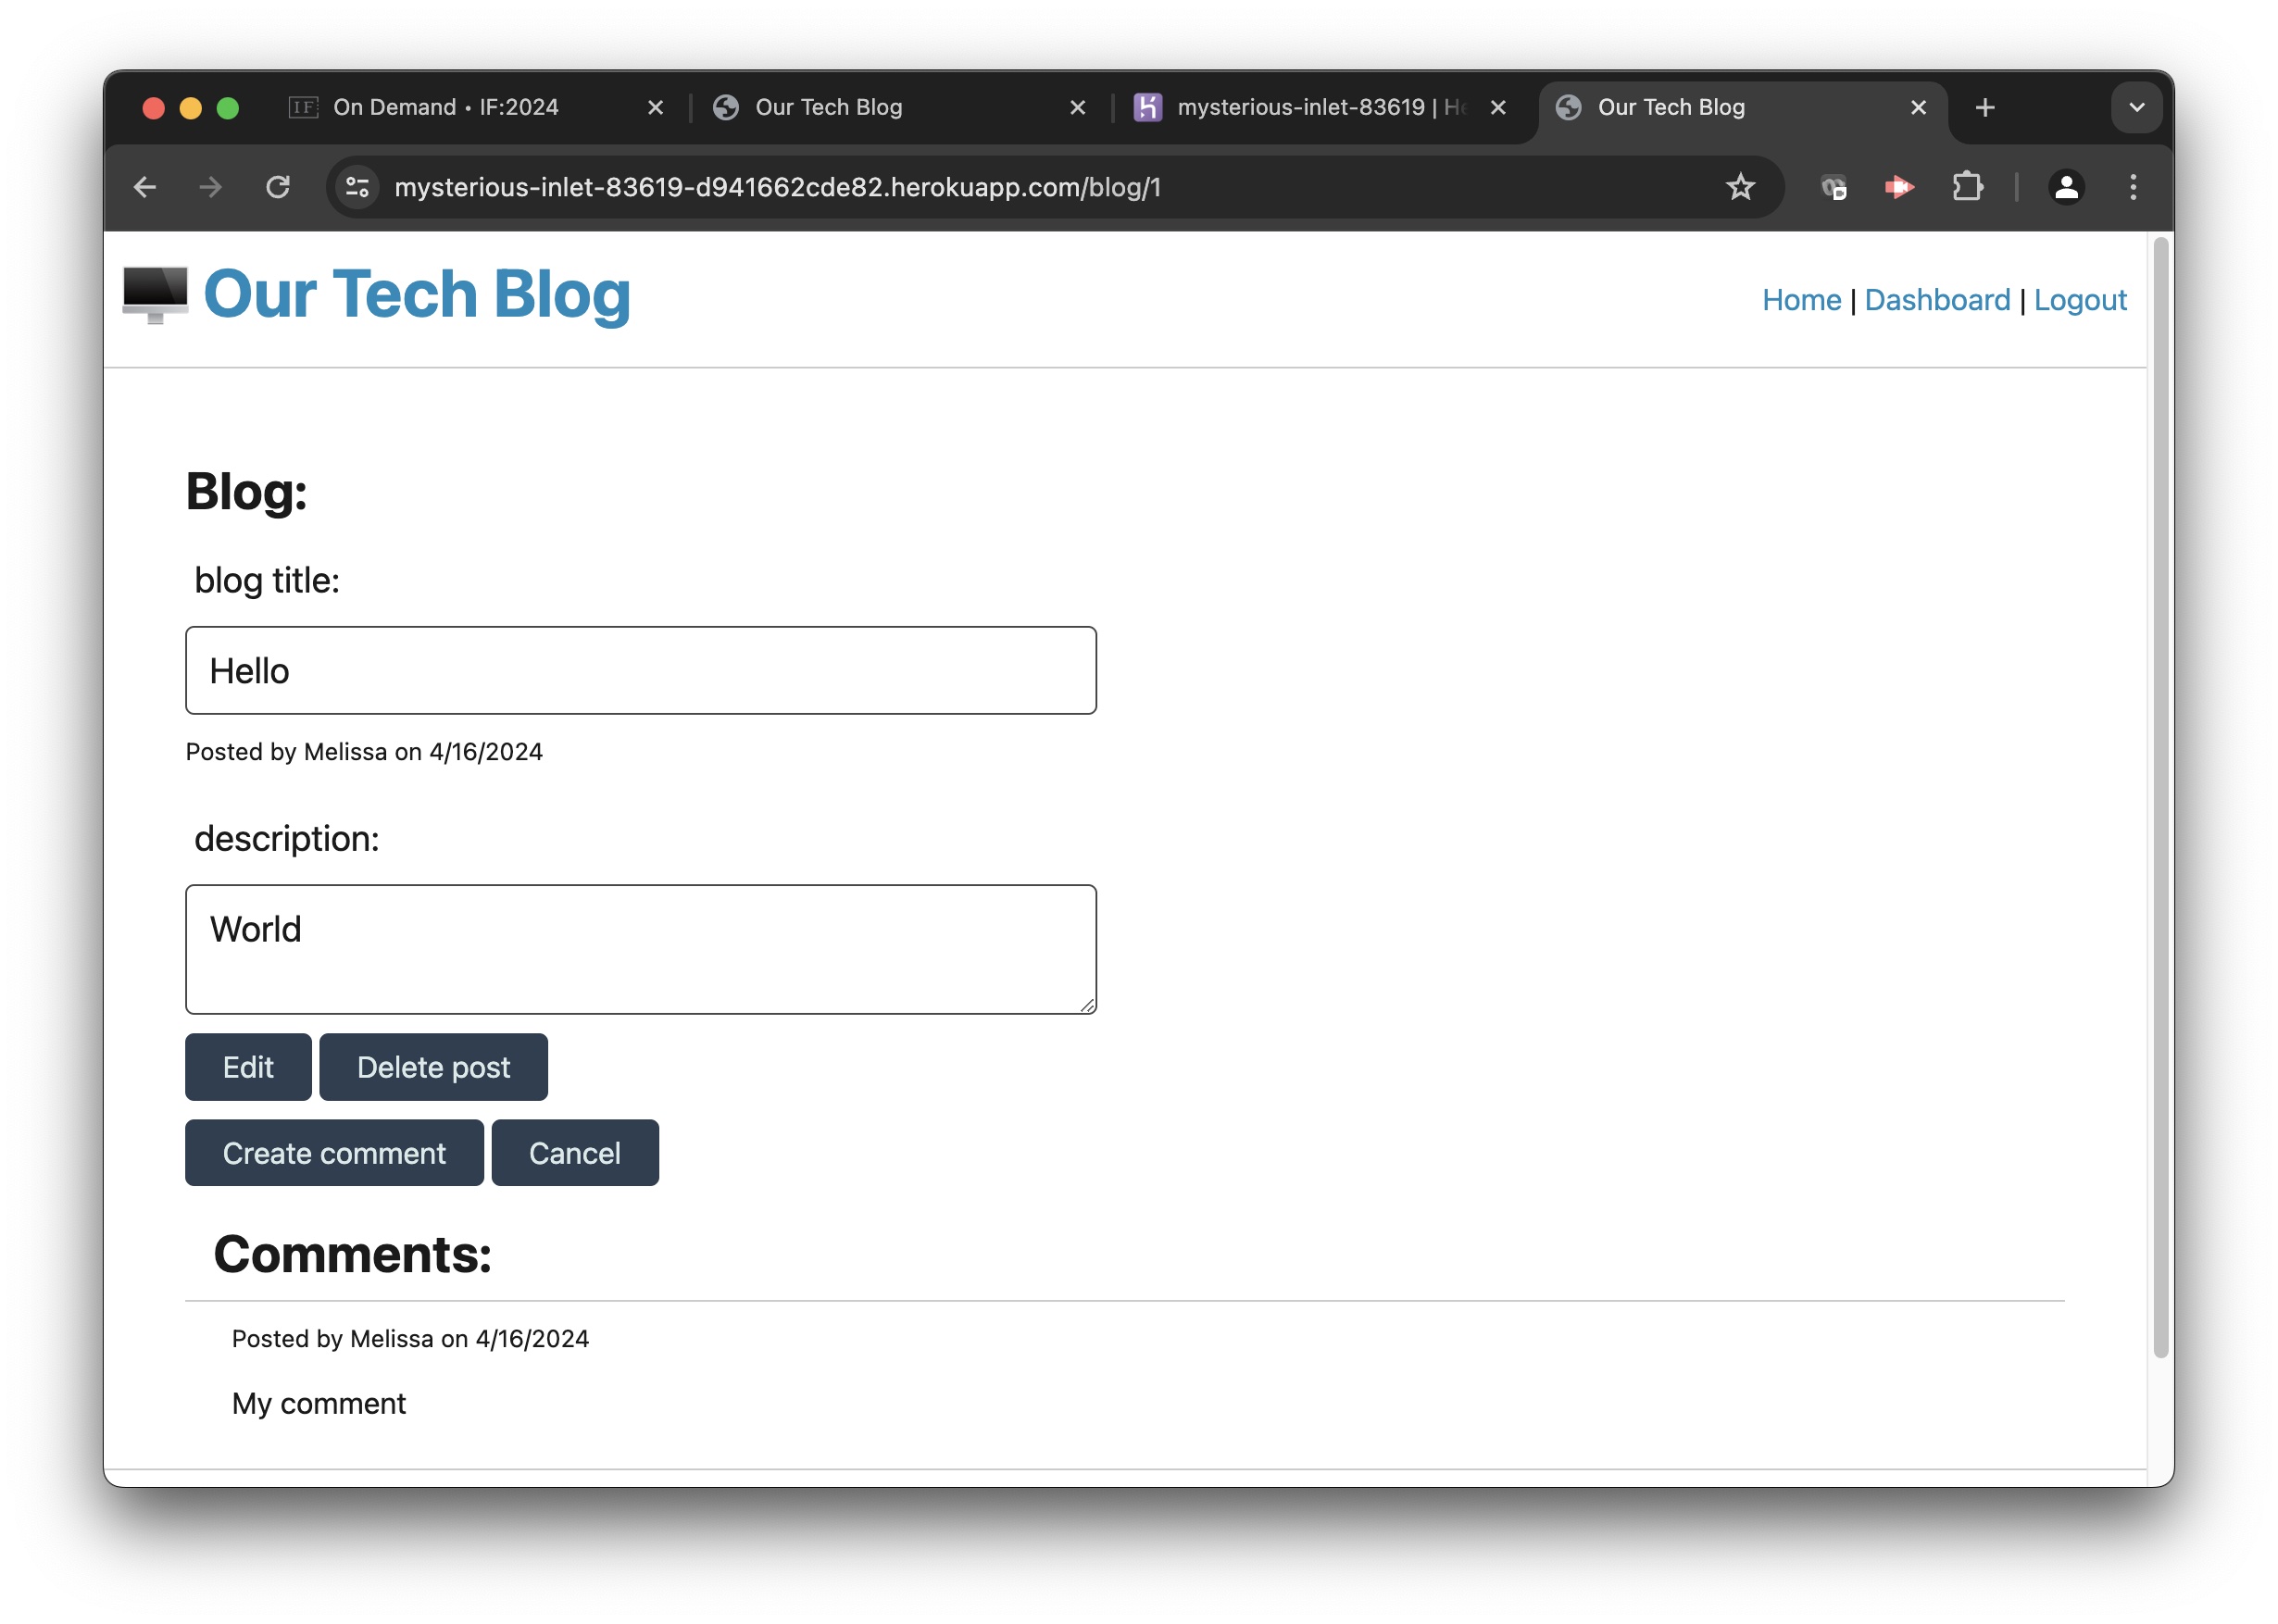 IF On Demand • IF:2024
Our Tech Blog
mysterious-inlet-83619 | He
Our Tech Blog
mysterious-inlet-83619-d941662cde82.herokuapp.com/blog/1
Our Tech Blog
Home | Dashboard | Logout
Blog:
blog title:
Hello
Posted by Melissa on 4/16/2024
description:
World
Edit Delete post
Create comment Cancel
Comments:
Posted by Melissa on 4/16/2024
My comment